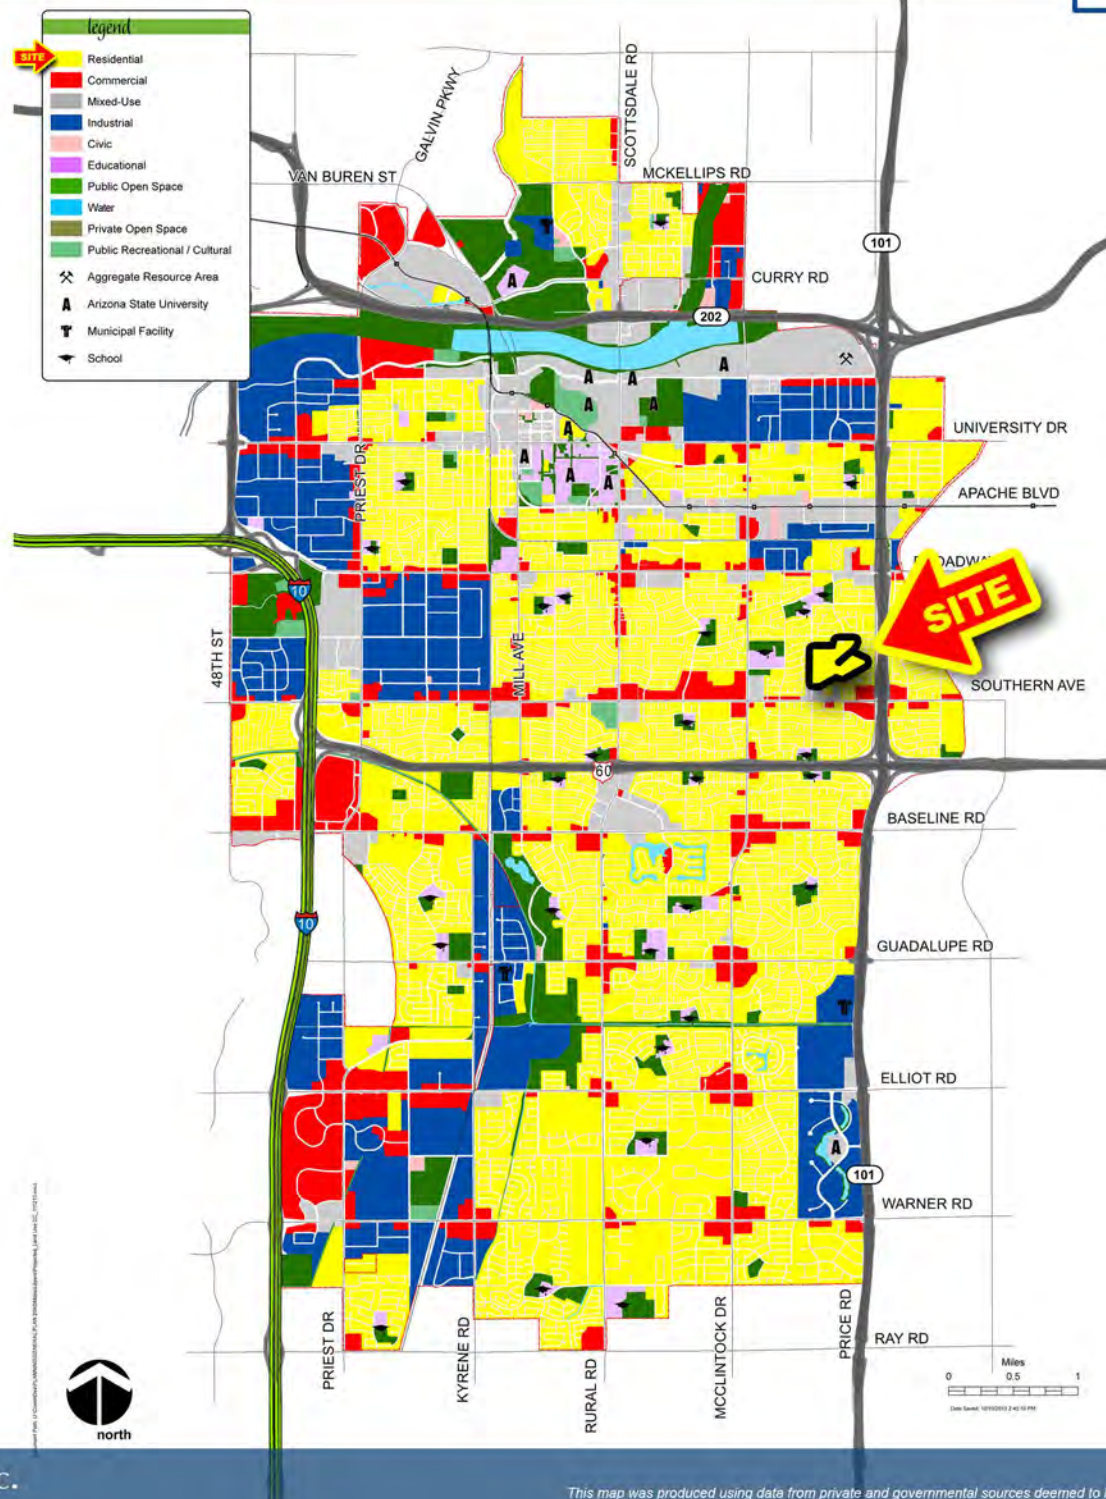 legend
SITE
Residential
Commercial
Mixed-Use
Industrial
Civic
Educational
Public Open Space
Water
Private Open Space
Public Recreational / Cultural
Aggregate Resource Area
A Arizona State University
Municipal Facility
School
GALVIN PKWY
SCOTTSDALE RD
VAN BUREN ST
MCKELLIPS RD
101
CURRY RD
202
A
A
A
A
A
A
A
UNIVERSITY DR
PRIEST DR
A
A
A
A
APACHE BLVD
10
SITE
48TH ST
MILL AVE
SOUTHERN AVE
60
BASELINE RD
10
GUADALUPE RD
ELLIOT RD
A
101
WARNER RD
PRIEST DR
KYRENE RD
RURAL RD
MCCLINTOCK DR
PRICE RD
RAY RD
Miles
0 0.5 1
north
c.
This map was produced using data from private and governmental sources deemed to